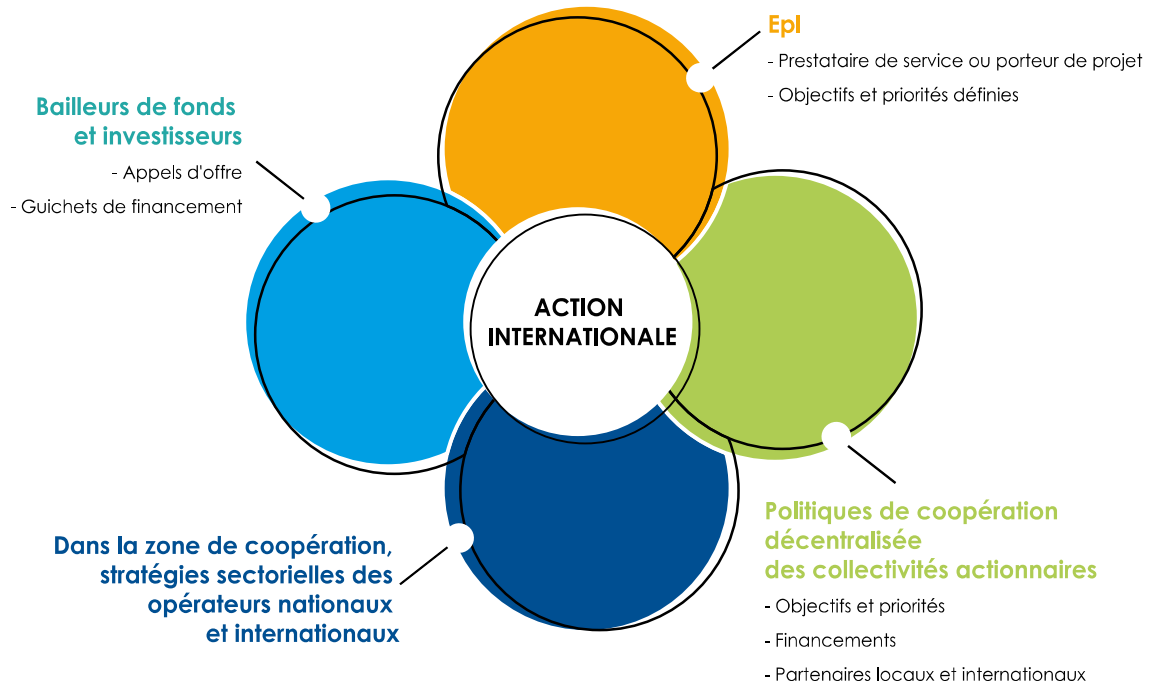 Epl
- Prestataire de service ou porteur de projet
- Objectifs et priorités définies
Bailleurs de fonds
et investisseurs
- Appels d'offre
- Guichets de financement
ACTION
INTERNATIONALE
Dans la zone de coopération,
stratégies sectorielles des
opérateurs nationaux
et internationaux
Politiques de coopération
décentralisée
des collectivités actionnaires
- Objectifs et priorités
- Financements
- Partenaires locaux et internationaux